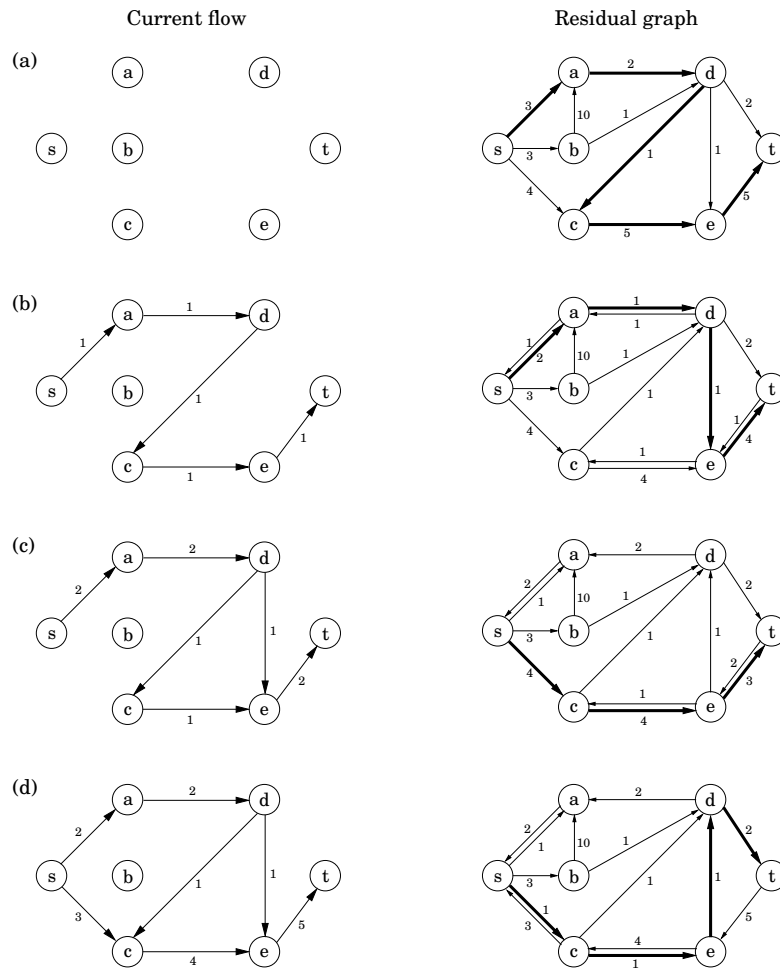 Current flow Residual graph
(a)
a d
s b t
c e
2
a d
3 10 1 2
s 3 b t
4 1 1 5
c 5 e
(b)
1
a d
1
s b t
1 1
c 1 e
1
a 1 d
1 2 10 1 2
s 3 b t
4 1 1 1 4
c 1 e
4
(c)
2
a d
2
s b t
1 1 2
c 1 e
a 2 d
2 1 10 1 2
s 3 b t
4 1 1 2 3
c 1 e
4
(d)
2
a d
2
s b t
3 1 1 5
c 4 e
a 2 d
2 1 10 1 2
s 3 b t
1 3 1 1 5
c 4 e
1